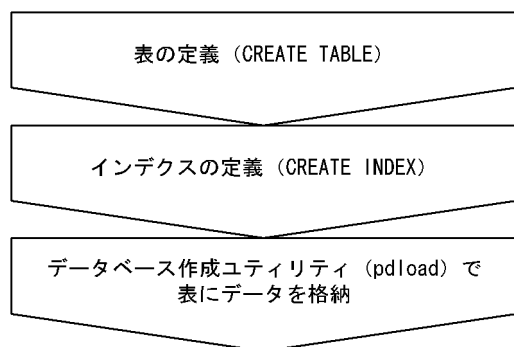 表の定義（CREATE TABLE）
インデクスの定義（CREATE INDEX）
データベース作成ユティリティ（pdload）で
表にデータを格納